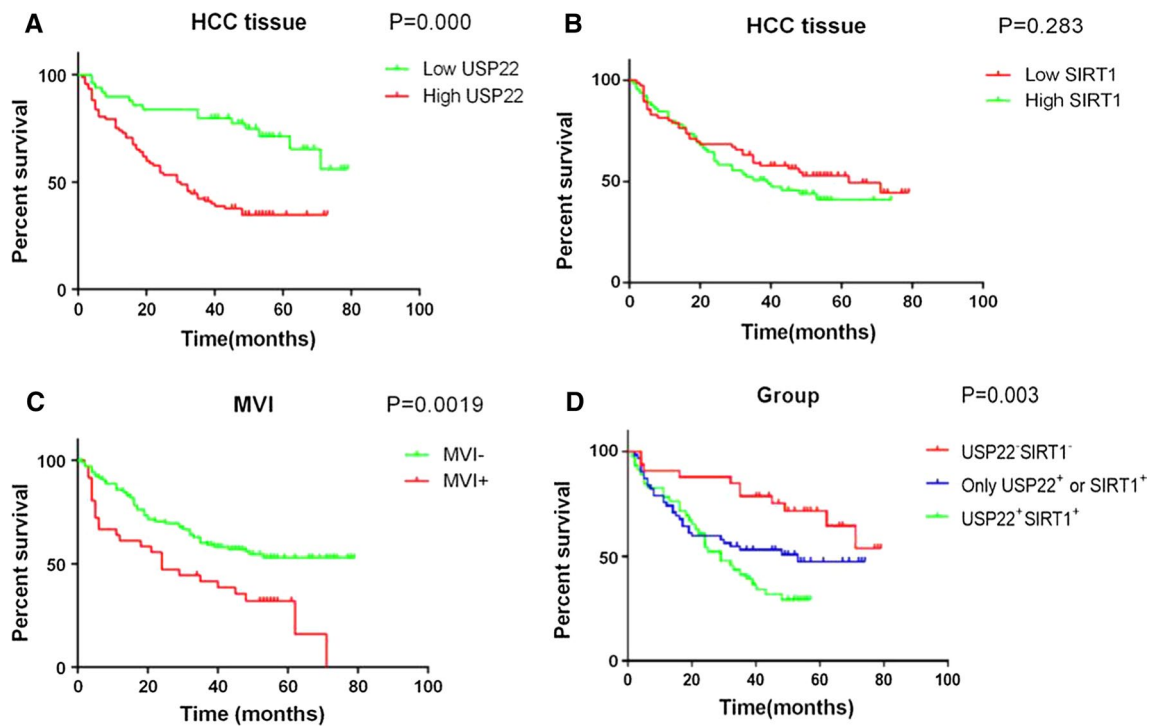 A
HCC tissue
P=0.000
Low USP22
High USP22
Percent survival
100
50
0
0 20 40 60 80 100
Time(months)
B
HCC tissue
P=0.283
Low SIRT1
High SIRT1
Percent survival
100
50
0
0 20 40 60 80 100
Time(months)
C
MVI
P=0.0019
MVI-
MVI+
Percent survival
100
50
0
0 20 40 60 80 100
Time (months)
D
Group
P=0.003
USP22⁻SIRT1⁻
Only USP22⁺ or SIRT1⁺
USP22⁺SIRT1⁺
Percent survival
100
50
0
0 20 40 60 80 100
Time(months)